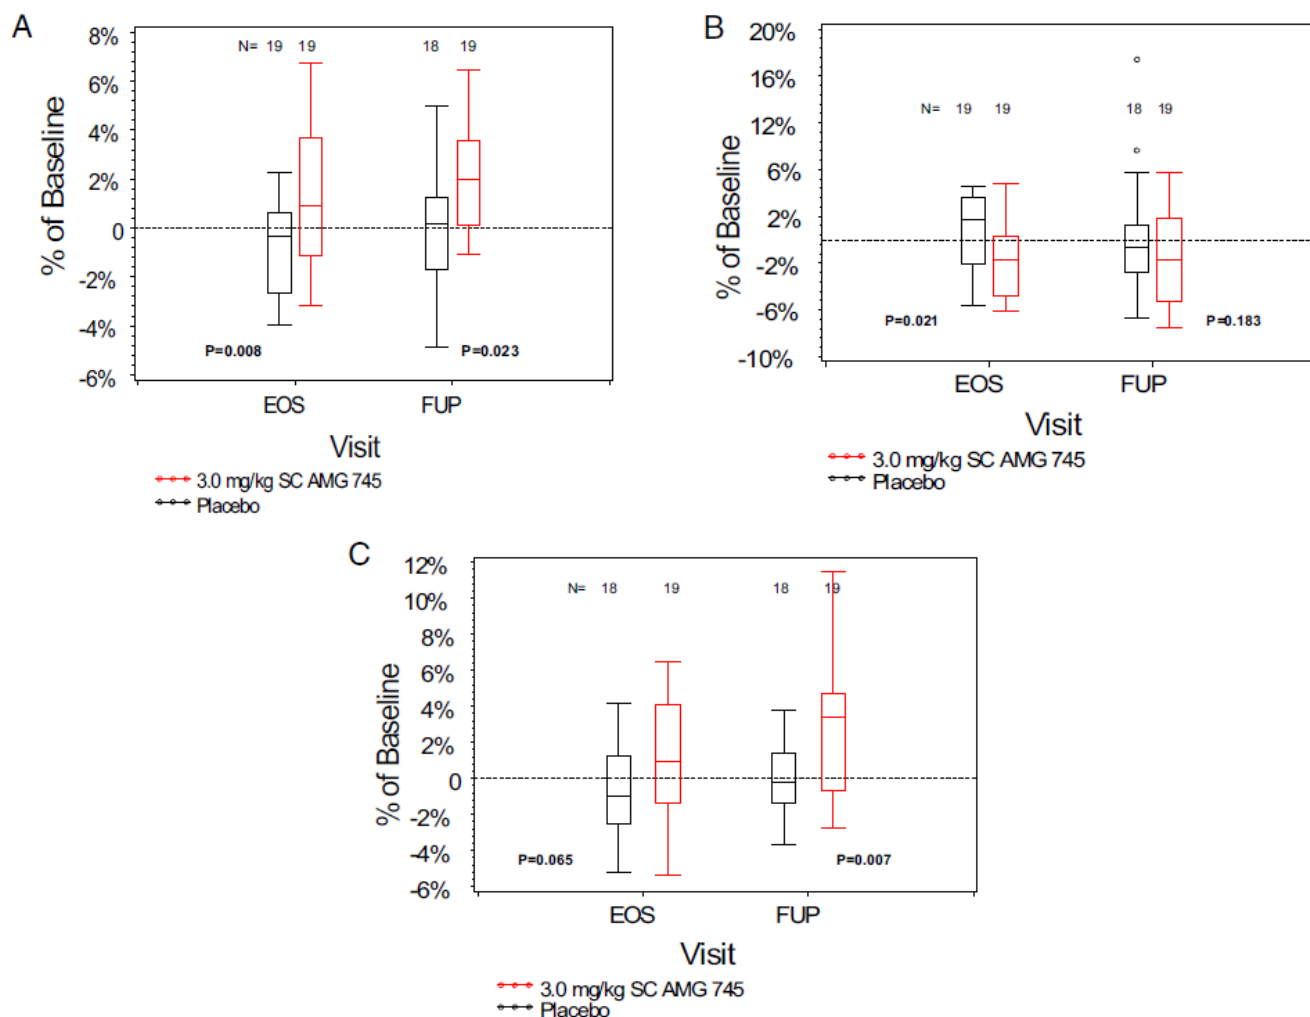 A
8%
6%
4%
2%
0
-2%
-4%
-6%
% of Baseline
N= 19 19 18 19
P=0.008 P=0.023
EOS FUP
Visit
3.0 mg/kg SC AMG 745
Placebo
B
20%
16%
12%
6%
2%
-2%
-6%
-10%
% of Baseline
N= 19 19 18 19
P=0.021 P=0.183
EOS FUP
Visit
3.0 mg/kg SC AMG 745
Placebo
C
12%
10%
8%
6%
4%
2%
0
-2%
-4%
-6%
% of Baseline
N= 18 19 18 19
P=0.065 P=0.007
EOS FUP
Visit
3.0 mg/kg SC AMG 745
Placebo